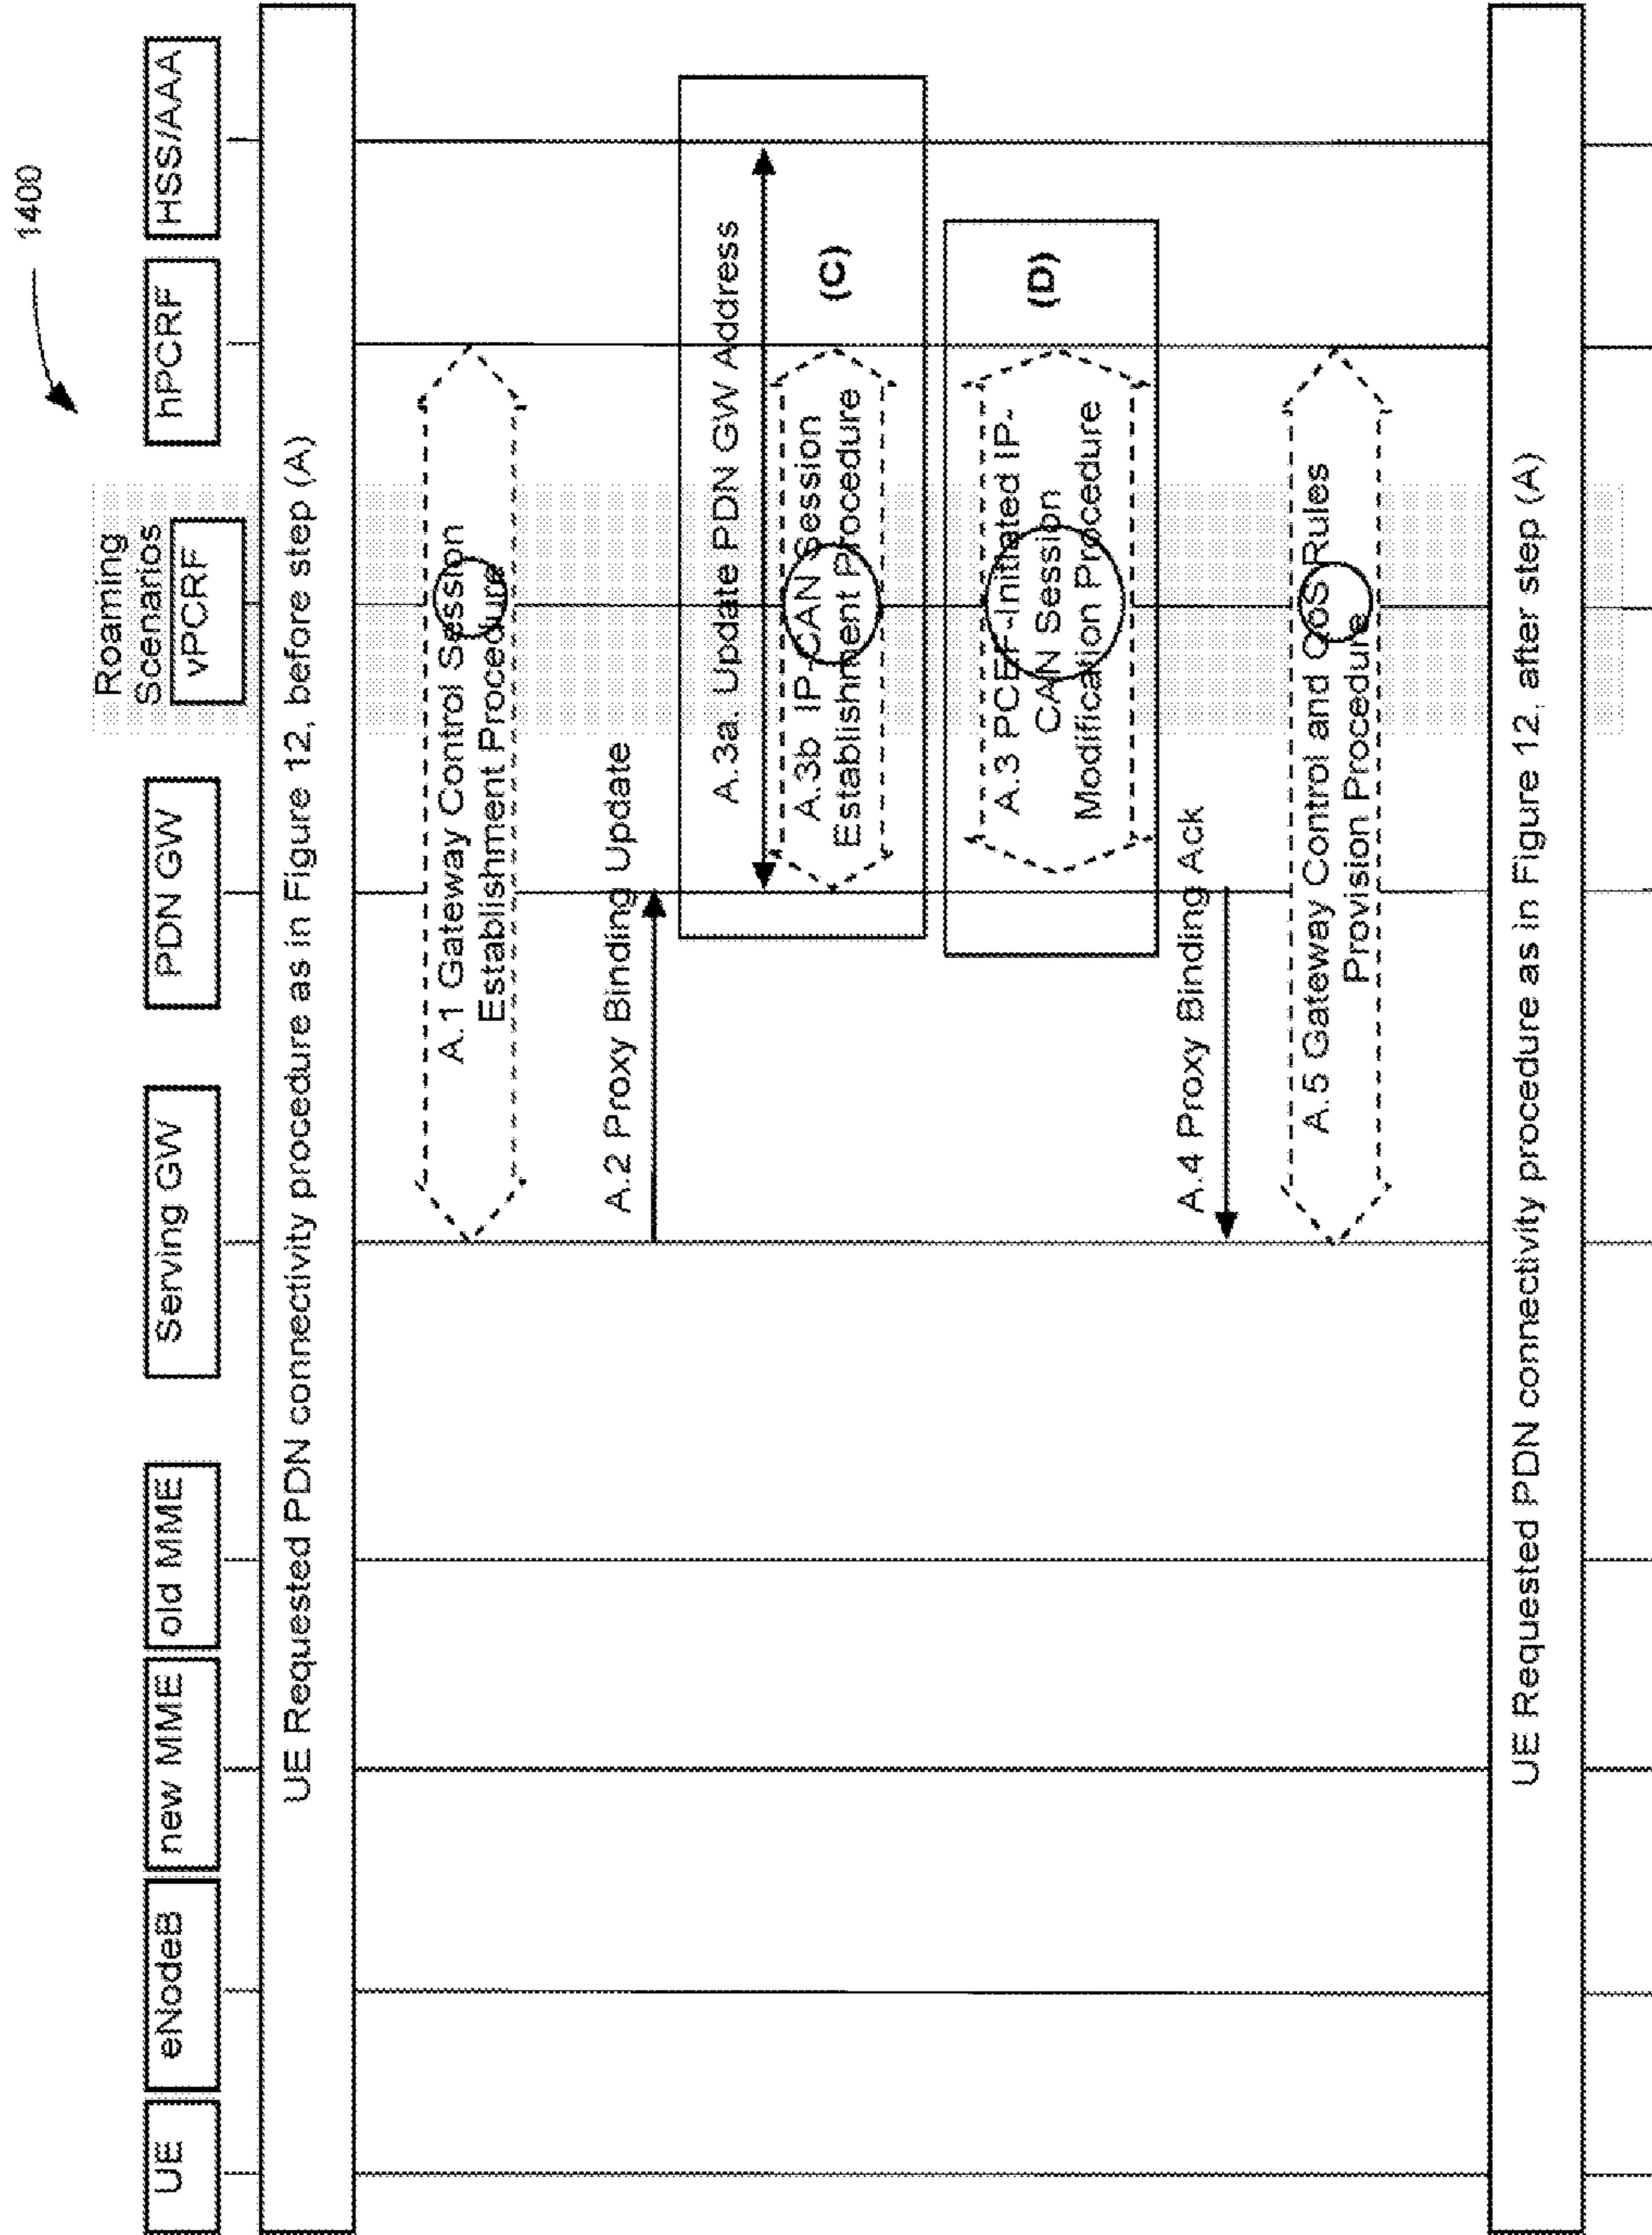 1400
Roaming
Scenarios
UE
eNodeB
new MME
old MME
Serving GW
PDN GW
vPCRF
hPCRF
HSS/AAA
UE Requested PDN connectivity procedure as in Figure 12, before step (A)
A.1 Gateway Control Session
Establishment Procedure
A.2 Proxy Binding Update
A.3a. Update PDN GW Address
A.3b IP-CAN Session
Establishment Procedure
(C)
A.3 PCEF-Initiated IP-
CAN Session
Modification Procedure
(D)
A.4 Proxy Binding Ack
A.5 Gateway Control and QoS Rules
Provision Procedure
UE Requested PDN connectivity procedure as in Figure 12, after step (A)